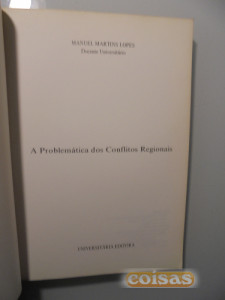 MANUEL MARTINS LOPES
Docente Universitário
A Problemática dos Conflitos Regionais
UNIVERSITÁRIA EDITORA
coisas